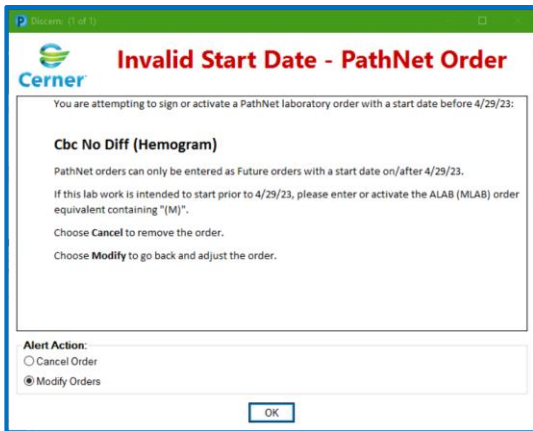 Discern: (1 of 1)
Cerner
Invalid Start Date - PathNet Order
You are attempting to sign or activate a PathNet laboratory order with a start date before 4/29/23:
Cbc No Diff (Hemogram)
PathNet orders can only be entered as Future orders with a start date on/after 4/29/23.
If this lab work is intended to start prior to 4/29/23, please enter or activate the ALAB (MLAB) order
equivalent containing "(M)".
Choose Cancel to remove the order.
Choose Modify to go back and adjust the order.
Alert Action:
Cancel Order
Modify Orders
OK